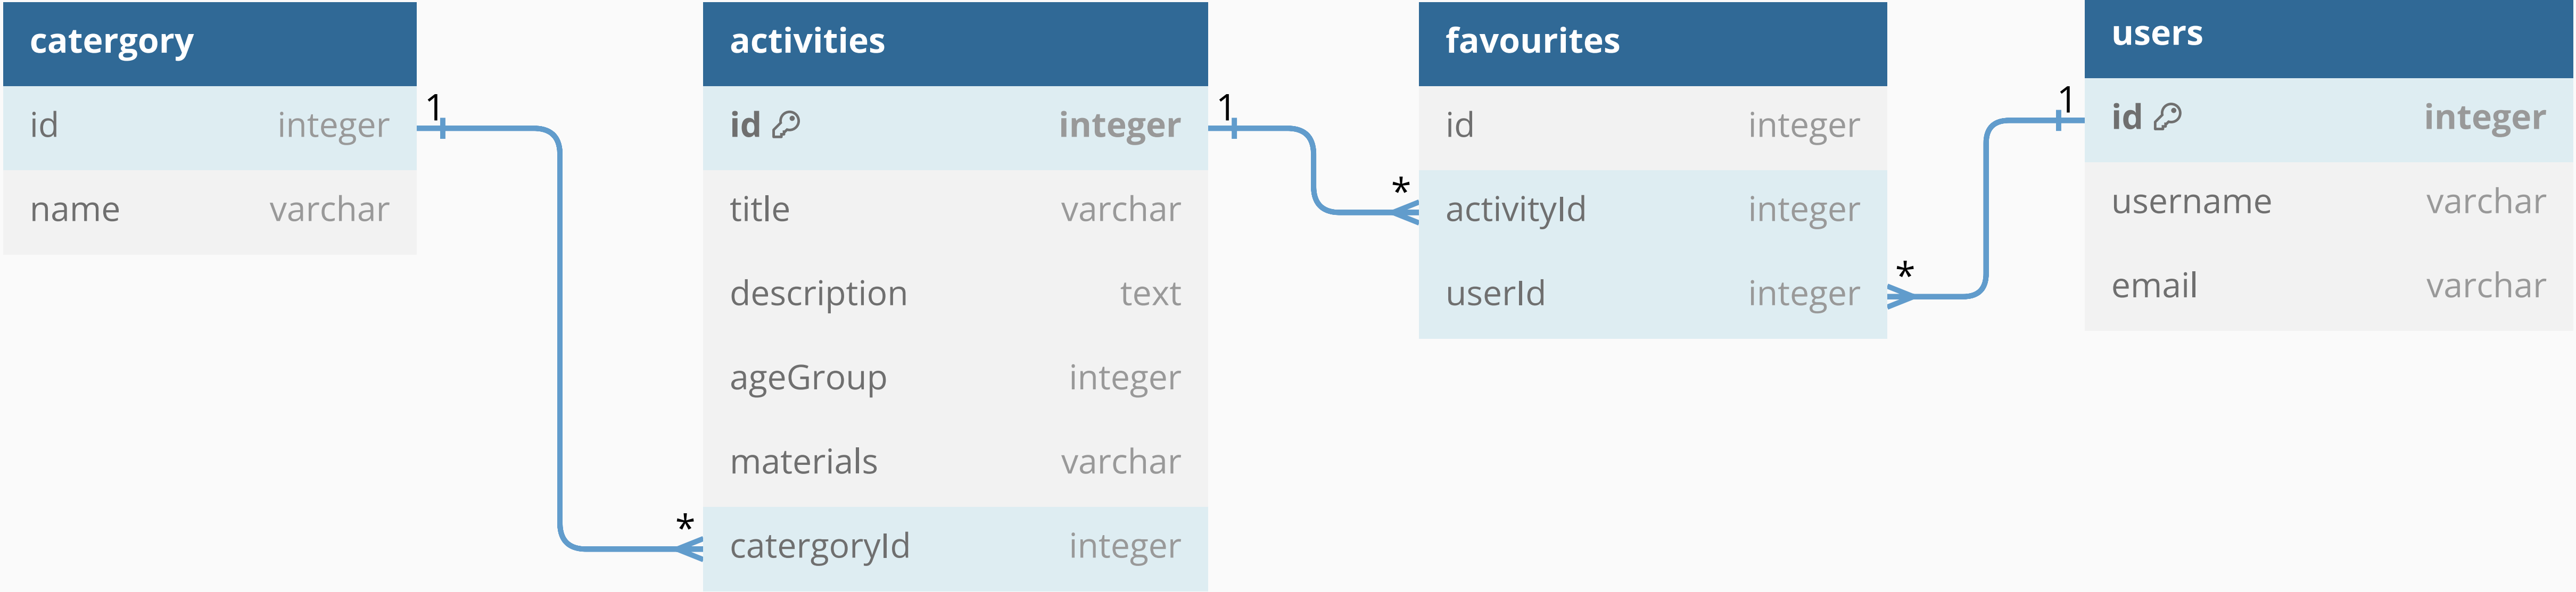 catergory
id integer
name varchar
1
*
activities
id integer
title varchar
description text
ageGroup integer
materials varchar
catergoryId integer
1
*
favourites
id integer
activityId integer
userId integer
*
1
users
id integer
username varchar
email varchar